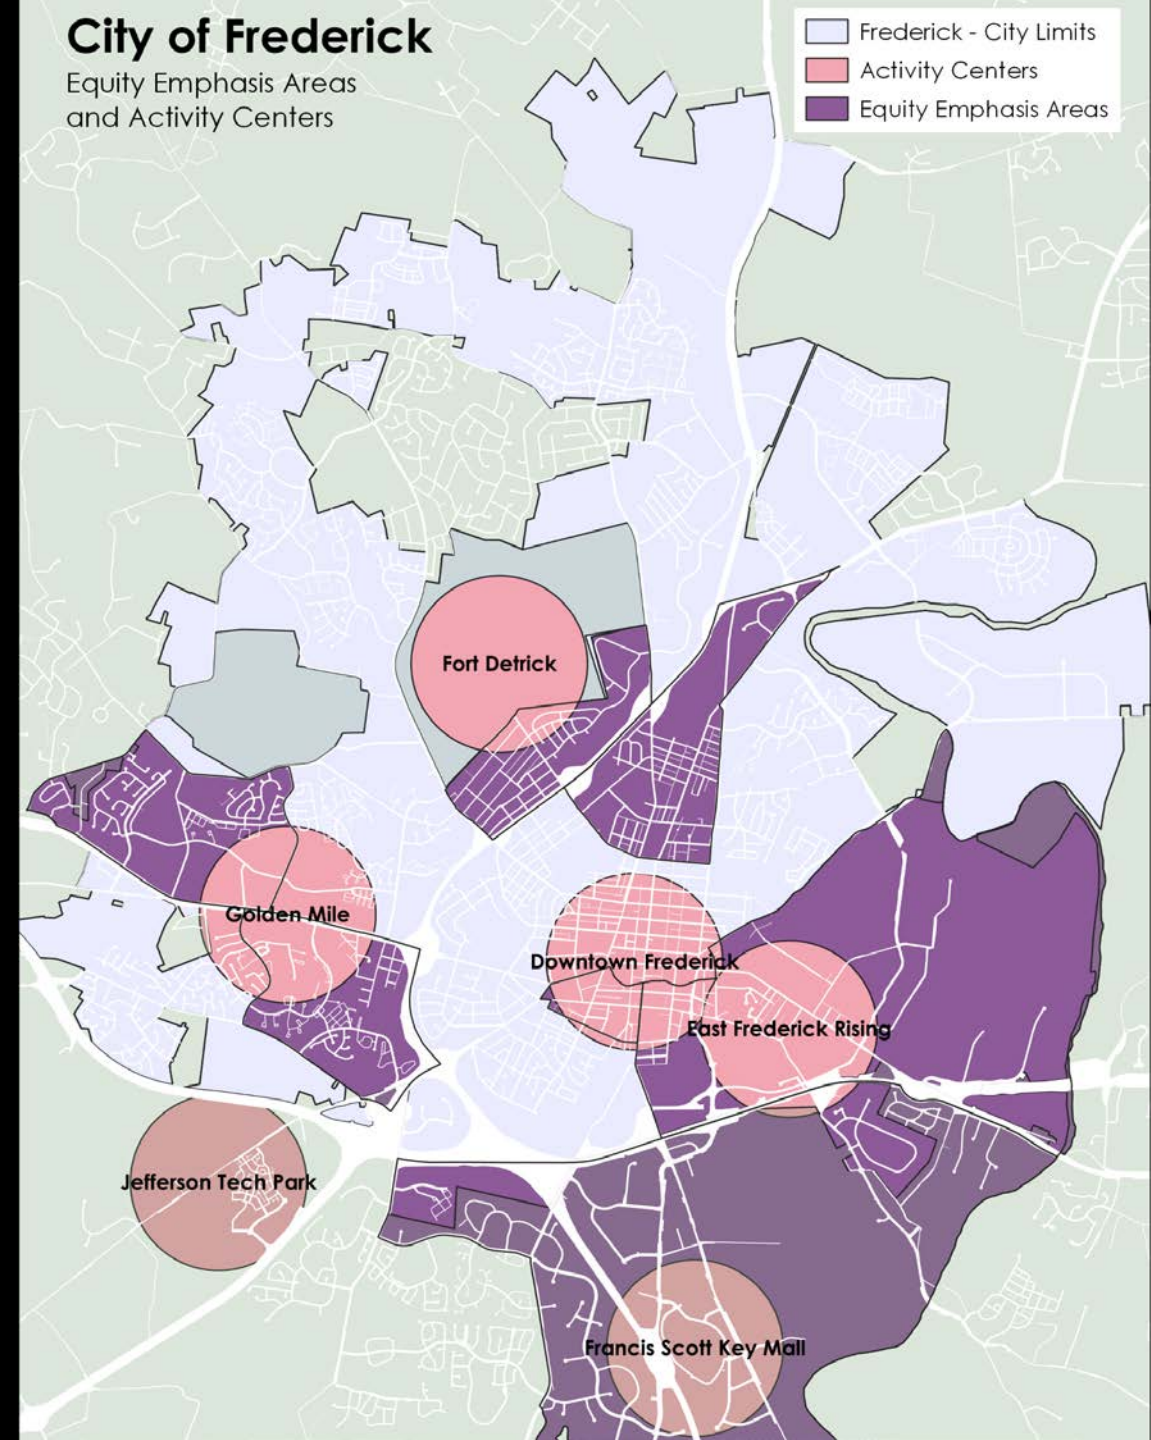 City of Frederick
Equity Emphasis Areas
and Activity Centers
Frederick - City Limits
Activity Centers
Equity Emphasis Areas
Fort Detrick
Golden Mile
Downtown Frederick
East Frederick Rising
Jefferson Tech Park
Francis Scott Key Mall